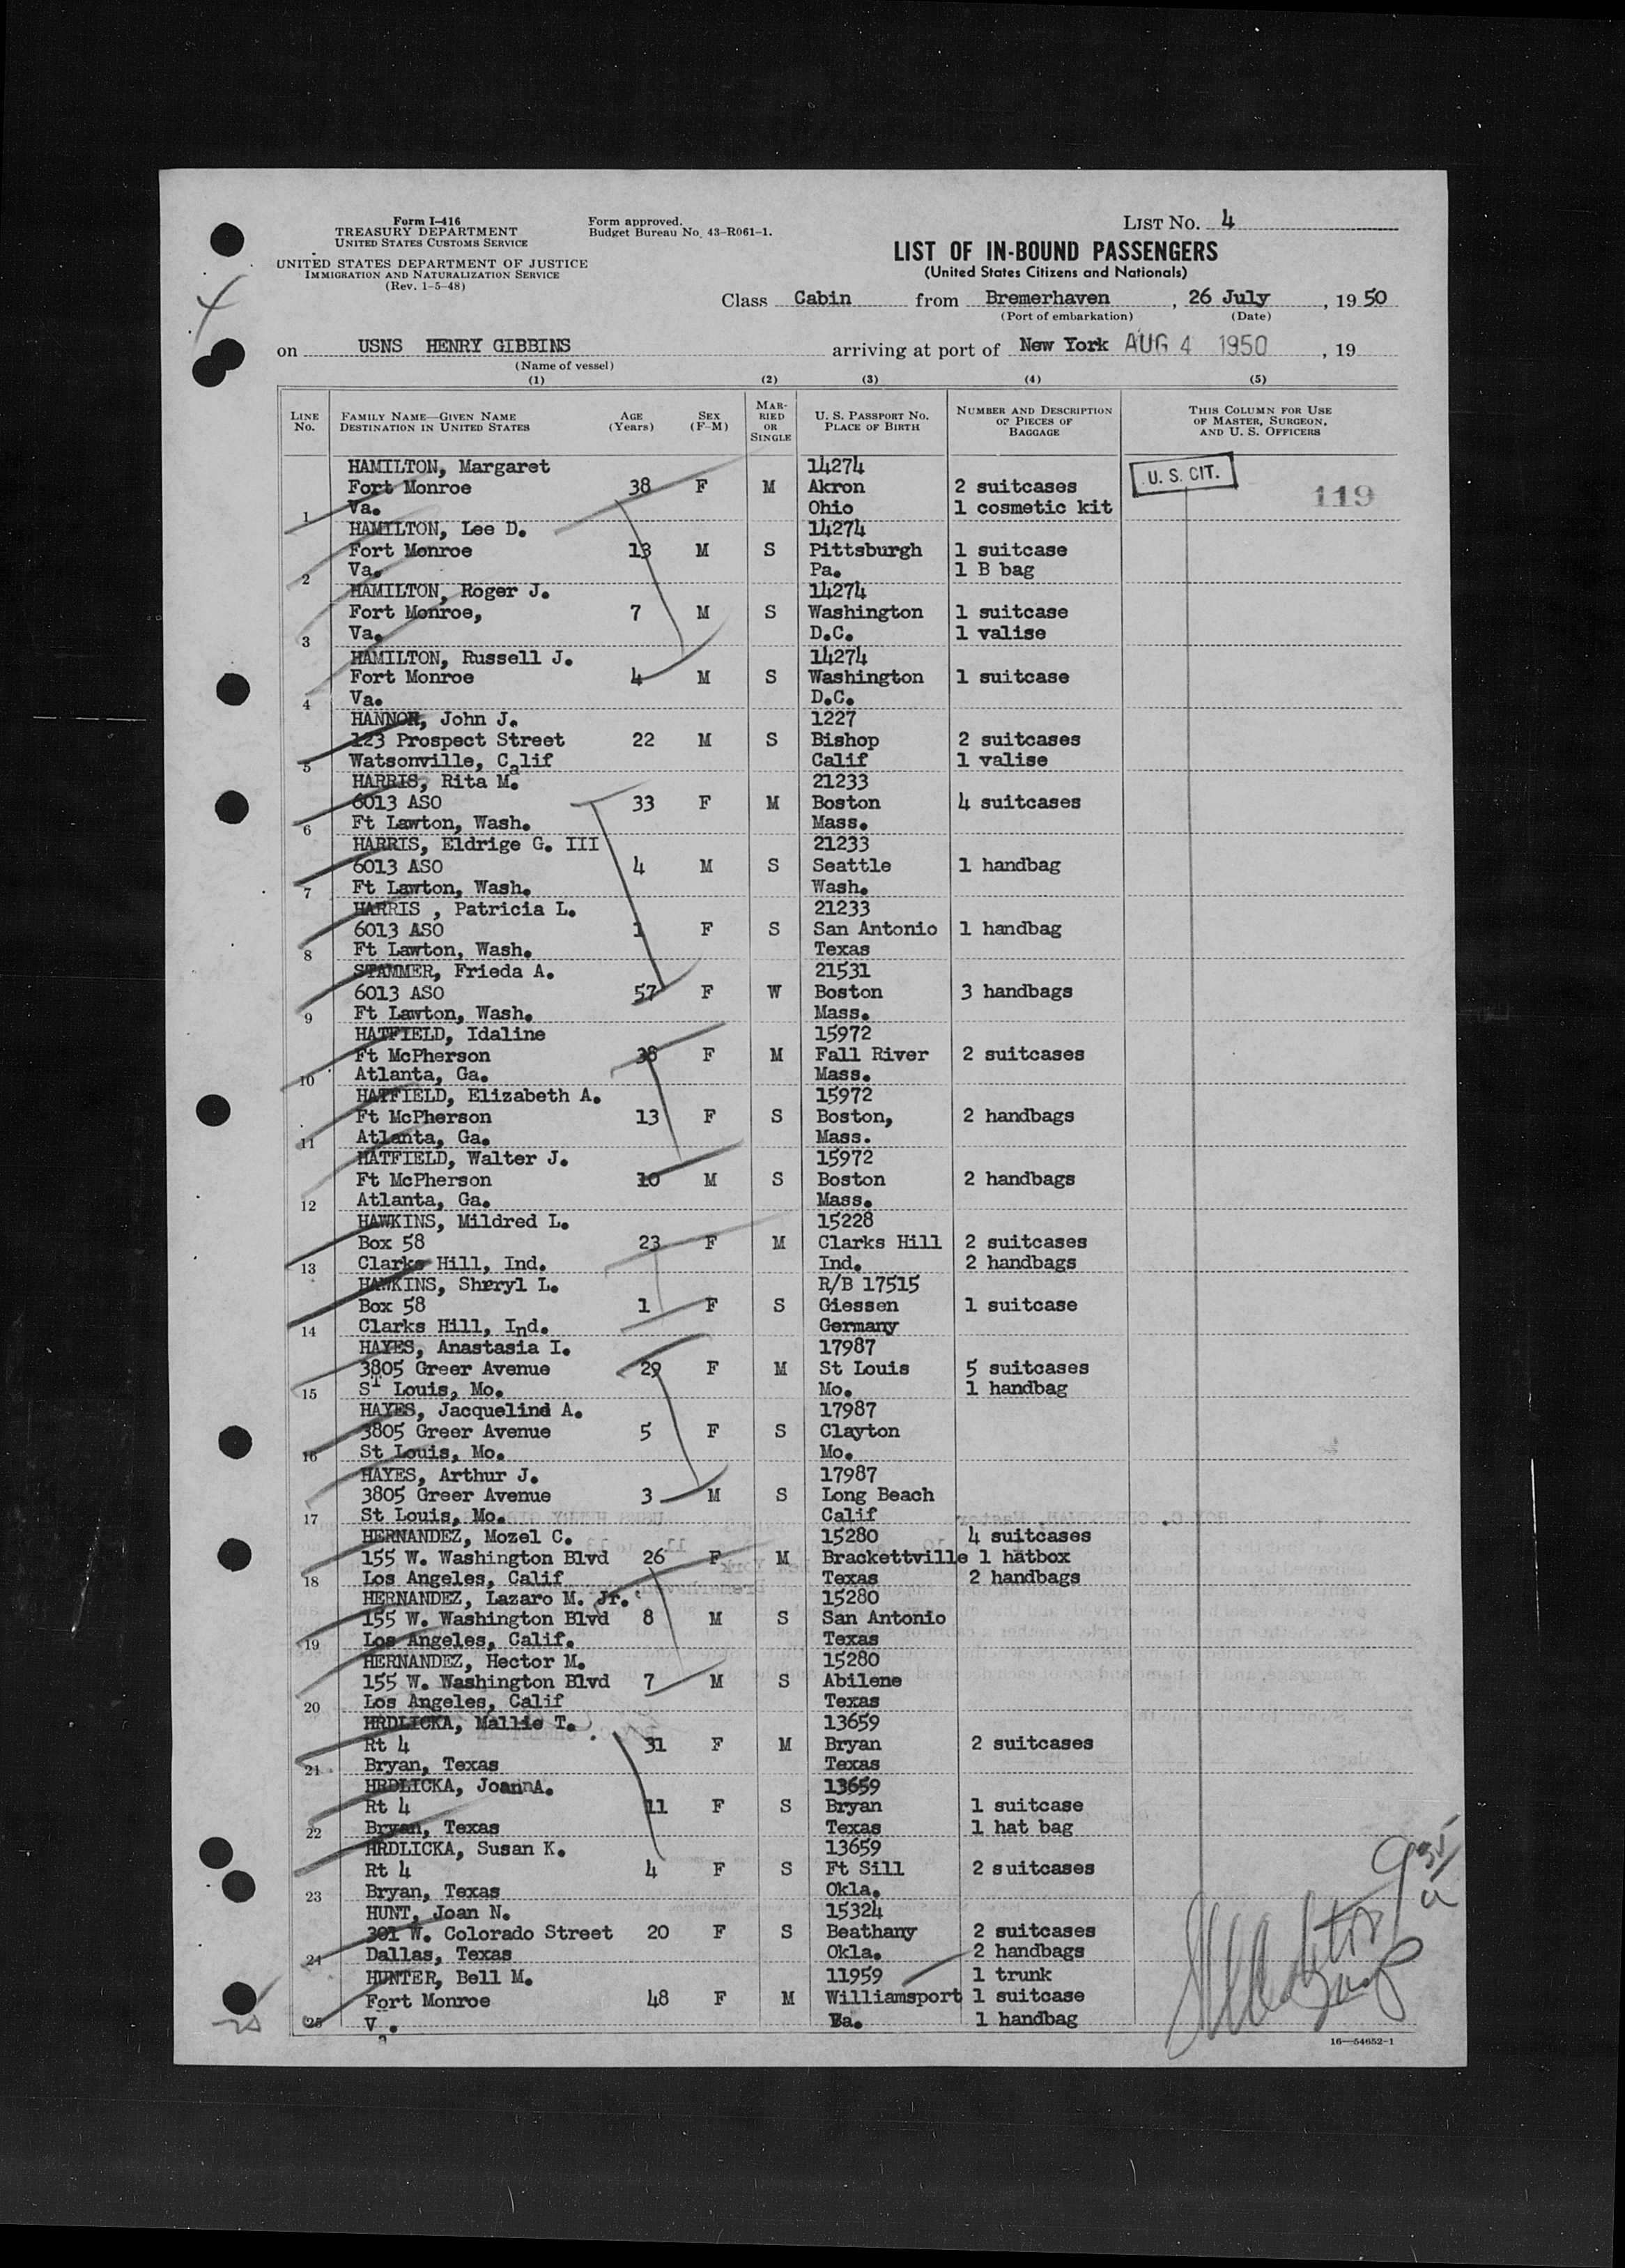 Form I-416
TREASURY DEPARTMENT
UNITED STATES CUSTOMS SERVICE
UNITED STATES DEPARTMENT OF JUSTICE
IMMIGRATION AND NATURALIZATION SERVICE
(Rev. 1-5-48)
Form approved.
Budget Bureau No. 43-R061-1.
LIST NO. 4
LIST OF IN-BOUND PASSENGERS
(United States Citizens and Nationals)
Class Cabin from Bremerhaven, 26 July, 1950
(Port of embarkation) (Date)
on USNS HENRY GIBBINS arriving at port of New York AUG 4 1950, 19
(Name of vessel)
(1) (2) (3) (4) (5)
LINE NO. FAMILY NAME—GIVEN NAME DESTINATION IN UNITED STATES AGE (Years) SEX (F-M) MARRIED OR SINGLE U. S. PASSPORT NO. PLACE OF BIRTH NUMBER AND DESCRIPTION OF PIECES OF BAGGAGE THIS COLUMN FOR USE OF MASTER, SURGEON, AND U. S. OFFICERS
HAMILTON, Margaret 14274
Fort Monroe 38 F M Akron 2 suitcases U. S. CIT. 119
1 Va. Ohio 1 cosmetic kit
HAMILTON, Lee D. 14274
Fort Monroe 13 M S Pittsburgh 1 suitcase
2 Va. Pa. 1 B bag
HAMILTON, Roger J. 14274
Fort Monroe, 7 M S Washington 1 suitcase
3 Va. D.C. 1 valise
HAMILTON, Russell J. 14274
Fort Monroe 4 M S Washington 1 suitcase
4 Va. D.C.
HANNON, John J. 1227
123 Prospect Street 22 M S Bishop 2 suitcases
5 Watsonville, Calif Calif 1 valise
HARRIS, Rita M. 21233
6013 ASO 33 F M Boston 4 suitcases
6 Ft Lawton, Wash. Mass.
HARRIS, Eldrige G. III 21233
6013 ASO 4 M S Seattle 1 handbag
7 Ft Lawton, Wash. Wash.
HARRIS , Patricia L. 21233
6013 ASO 1 F S San Antonio 1 handbag
8 Ft Lawton, Wash. Texas
STAMMER, Frieda A. 21531
6013 ASO 57 F W Boston 3 handbags
9 Ft Lawton, Wash. Mass.
HATFIELD, Idaline 15972
Ft McPherson 38 F M Fall River 2 suitcases
10 Atlanta, Ga. Mass.
HATFIELD, Elizabeth A. 15972
Ft McPherson 13 F S Boston, 2 handbags
11 Atlanta, Ga. Mass.
HATFIELD, Walter J. 15972
Ft McPherson 10 M S Boston 2 handbags
12 Atlanta, Ga. Mass.
HAWKINS, Mildred L. 15228
Box 58 23 F M Clarks Hill 2 suitcases
13 Clarks Hill, Ind. Ind. 2 handbags
HAWKINS, Sheryl L. R/B 17515
Box 58 1 F S Giessen 1 suitcase
14 Clarks Hill, Ind. Germany
HAYES, Anastasia I. 17987
3805 Greer Avenue 29 F M St Louis 5 suitcases
15 St Louis, Mo. Mo. 1 handbag
HAYES, Jacquelind A. 17987
3805 Greer Avenue 5 F S Clayton
16 St Louis, Mo. Mo.
HAYES, Arthur J. 17987
3805 Greer Avenue 3 M S Long Beach
17 St Louis, Mo. Calif
HERNANDEZ, Mozel C. 15280 4 suitcases
155 W. Washington Blvd 26 F M Brackettville 1 hatbox
18 Los Angeles, Calif Texas 2 handbags
HERNANDEZ, Lazaro M. Jr. 15280
155 W. Washington Blvd 8 M S San Antonio
19 Los Angeles, Calif. Texas
HERNANDEZ, Hector M. 15280
155 W. Washington Blvd 7 M S Abilene
20 Los Angeles, Calif Texas
HRDLICKA, Mallie T. 13659
Rt 4 31 F M Bryan 2 suitcases
21 Bryan, Texas Texas
HRDLICKA, JoannA. 13659
Rt 4 11 F S Bryan 1 suitcase
22 Bryan, Texas Texas 1 hat bag
HRDLICKA, Susan K. 13659
Rt 4 4 F S Ft Sill 2 suitcases
23 Bryan, Texas Okla.
HUNT, Joan N. 15324
301 W. Colorado Street 20 F S Beathany 2 suitcases
24 Dallas, Texas Okla. 2 handbags
HUNTER, Bell M. 11959 1 trunk
Fort Monroe 48 F M Williamsport 1 suitcase
25 Va. Pa. 1 handbag
16—54652-1